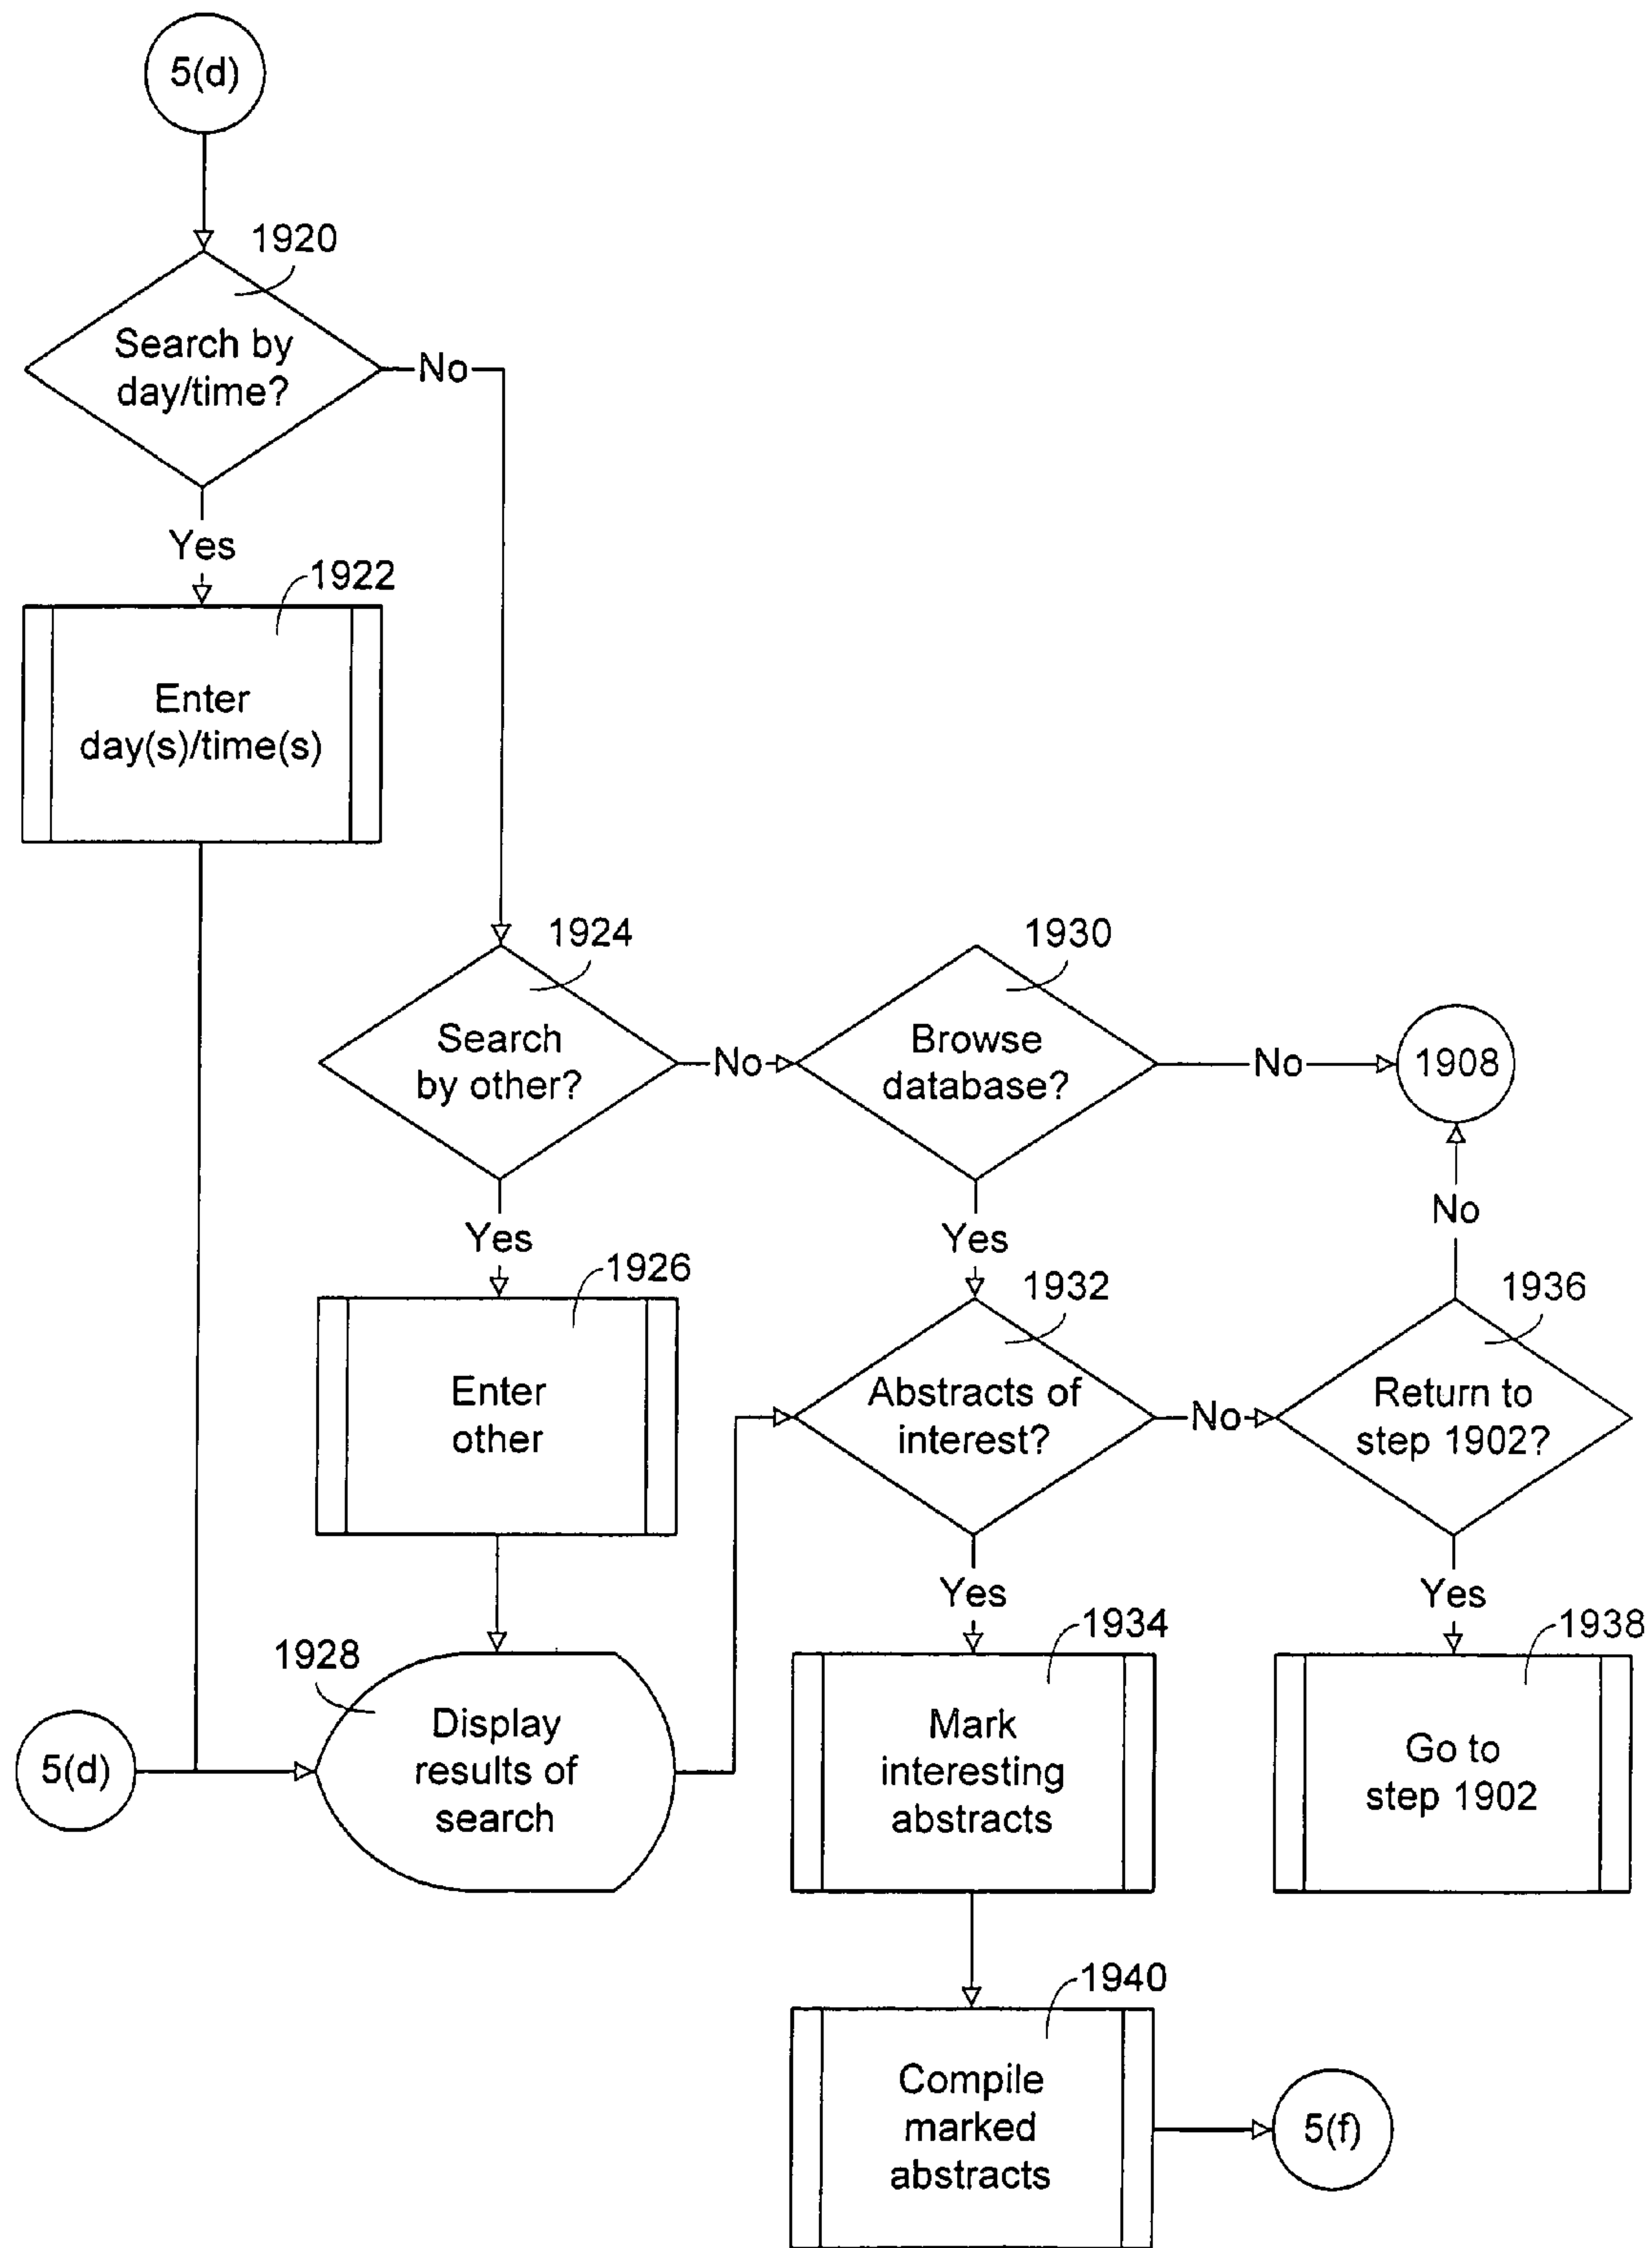 5(d)
1920
Search by
day/time?
No
Yes
1922
Enter
day(s)/time(s)
1924
Search
by other?
No
1930
Browse
database?
No
1908
Yes
Yes
No
1926
Enter
other
1932
Abstracts of
interest?
No
1936
Return to
step 1902?
Yes
Yes
1928
Display
results of
search
5(d)
1934
Mark
interesting
abstracts
1938
Go to
step 1902
1940
Compile
marked
abstracts
5(f)